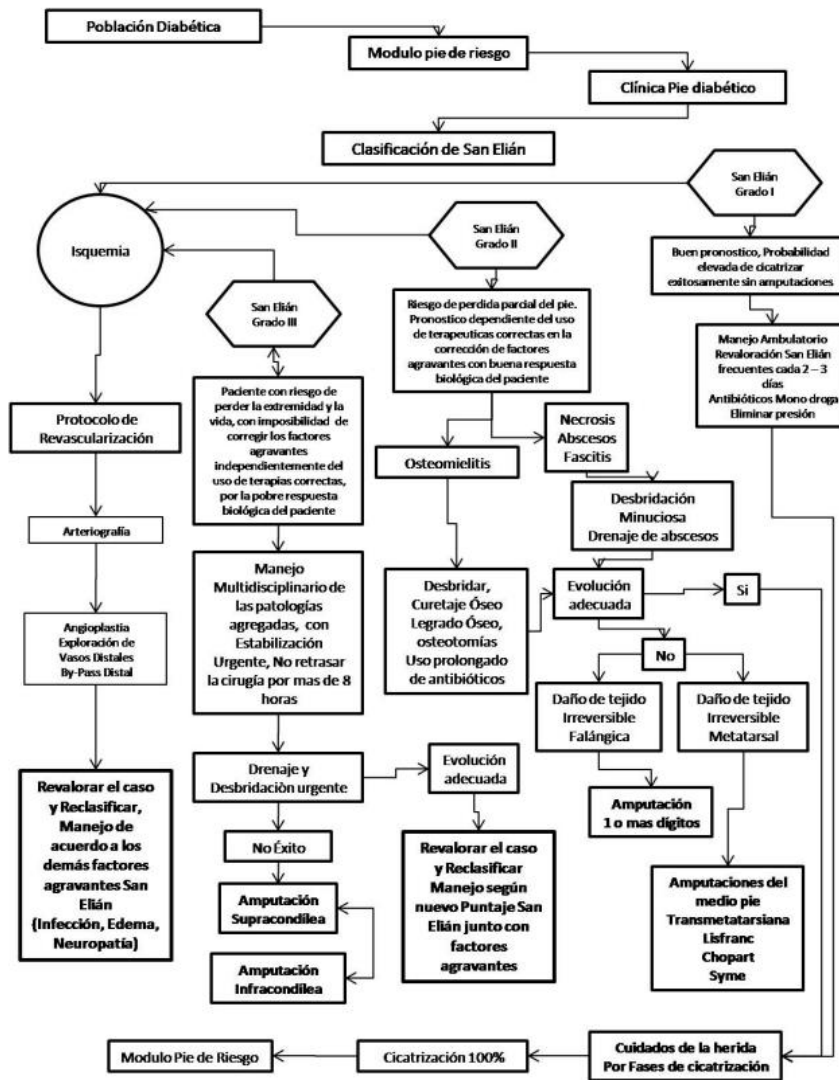 Población Diabética
Modulo pie de riesgo
Clínica Pie diabético
Clasificación de San Elián
San Elián
Grado I
San Elián
Grado II
Isquemia
San Elián
Grado III
Buen pronostico, Probabilidad
elevada de cicatrizar
exitosamente sin amputaciones
Riesgo de perdida parcial del pie.
Pronostico dependiente del uso
de terapeuticas correctas en la
corrección de factores
agravantes con buena respuesta
biológica del paciente
Manejo Ambulatorio
Revaloración San Elián
frecuentes cada 2 – 3
días
Antibióticos Mono droga
Eliminar presión
Paciente con riesgo de
perder la extremidad y la
vida, con imposibilidad de
corregir los factores
agravantes
independientemente del
uso de terapias correctas,
por la pobre respuesta
biológica del paciente
Protocolo de
Revascularización
Necrosis
Abscesos
Fascitis
Osteomielitis
Desbridación
Minuciosa
Drenaje de abscesos
Arteriografía
Manejo
Multidisciplinario de
las patologías
agregadas, con
Estabilización
Urgente, No retrasar
la cirugía por mas de 8
horas
Desbridar,
Curetaje Óseo
Legrado Óseo,
osteotomías
Uso prolongado
de antibióticos
Evolución
adecuada
Si
No
Angioplastia
Exploración de
Vasos Distales
By-Pass Distal
Daño de tejido
Irreversible
Falángica
Daño de tejido
Irreversible
Metatarsal
Drenaje y
Desbridaciòn urgente
Evolución
adecuada
Revalorar el caso
y Reclasificar,
Manejo de
acuerdo a los
demás factores
agravantes San
Elián
(Infección, Edema,
Neuropatía)
Amputación
1 o mas dígitos
No Éxito
Revalorar el caso
y Reclasificar
Manejo según
nuevo Puntaje San
Elián junto con
factores
agravantes
Amputación
Supracondílea
Amputaciones del
medio pie
Transmetatarsiana
Lisfranc
Chopart
Syme
Amputación
Infracondílea
Cuidados de la herida
Por Fases de cicatrización
Cicatrización 100%
Modulo Pie de Riesgo